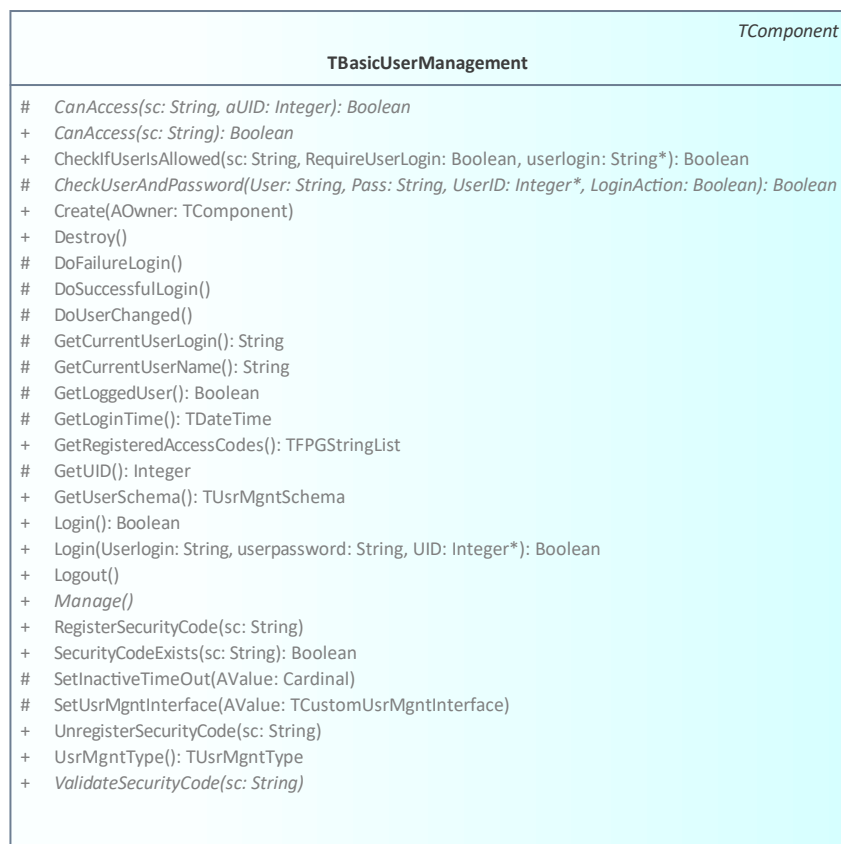 TComponent
TBasicUserManagement
# CanAccess(sc: String, aUID: Integer): Boolean
+ CanAccess(sc: String): Boolean
+ CheckIfUserIsAllowed(sc: String, RequireUserLogin: Boolean, userlogin: String*): Boolean
# CheckUserAndPassword(User: String, Pass: String, UserID: Integer*, LoginAction: Boolean): Boolean
+ Create(AOwner: TComponent)
+ Destroy()
# DoFailureLogin()
# DoSuccessfulLogin()
# DoUserChanged()
# GetCurrentUserLogin(): String
# GetCurrentUserName(): String
# GetLoggedUser(): Boolean
# GetLoginTime(): TDateTime
+ GetRegisteredAccessCodes(): TFPGStringList
# GetUID(): Integer
+ GetUserSchema(): TUsrMgntSchema
+ Login(): Boolean
+ Login(Userlogin: String, userpassword: String, UID: Integer*): Boolean
+ Logout()
+ Manage()
+ RegisterSecurityCode(sc: String)
+ SecurityCodeExists(sc: String): Boolean
# SetInactiveTimeOut(AValue: Cardinal)
# SetUsrMgntInterface(AValue: TCustomUsrMgntInterface)
+ UnregisterSecurityCode(sc: String)
+ UsrMgntType(): TUsrMgntType
+ ValidateSecurityCode(sc: String)